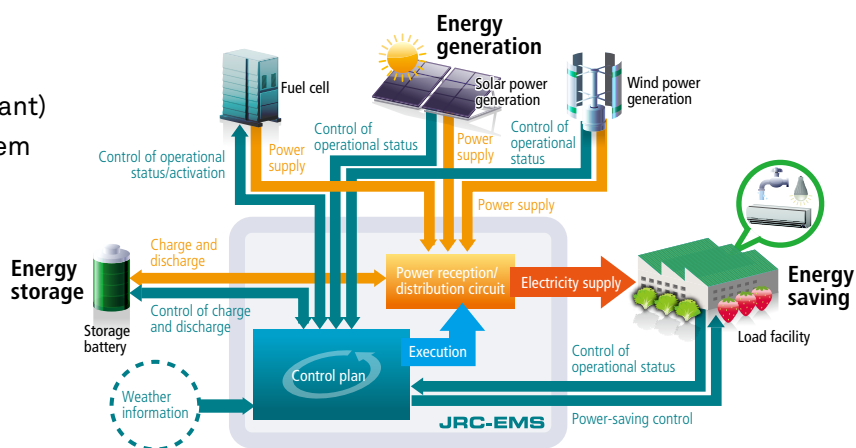 Energy
generation
ant)
em
Fuel cell
Solar power
generation
Wind power
generation
Control of operational
status/activation
Power
supply
Control of
operational status
Power
supply
Control of
operational
status
Power supply
Energy
storage
Storage
battery
Charge and
discharge
Control of charge
and discharge
Power reception/
distribution circuit
Electricity supply
Energy
saving
Load facility
Execution
Control plan
Weather
information
Control of
operational status
Power-saving control
JRC-EMS